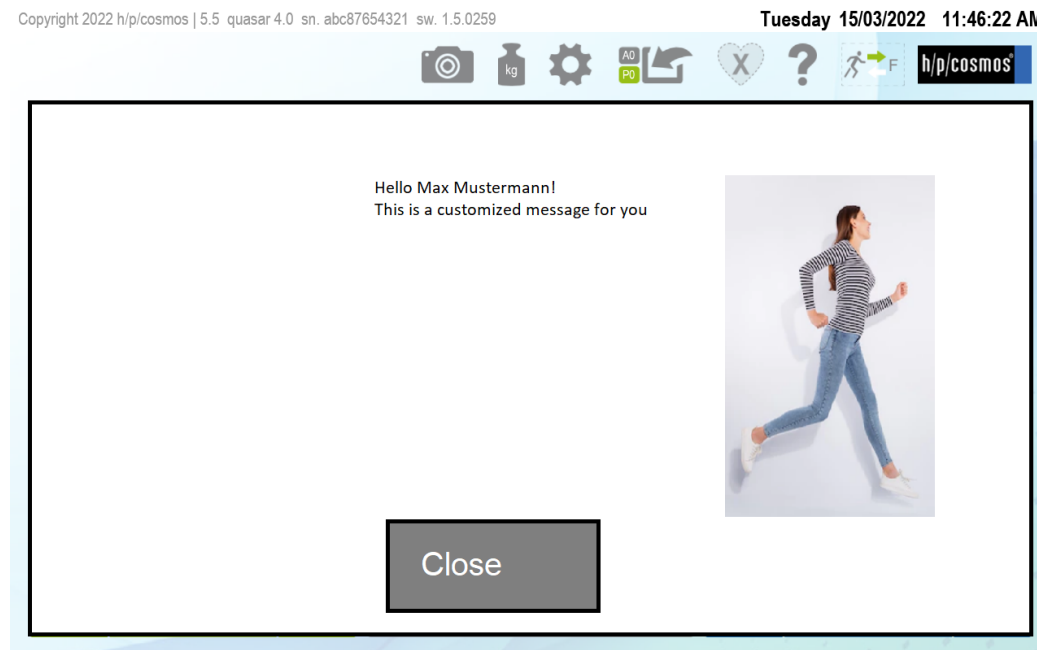 Copyright 2022 h/p/cosmos | 5.5 quasar 4.0 sn. abc87654321 sw. 1.5.0259
Tuesday 15/03/2022 11:46:22 AM
kg
A0
P0
X
?
F
h/p/cosmos®
Hello Max Mustermann!
This is a customized message for you
Close